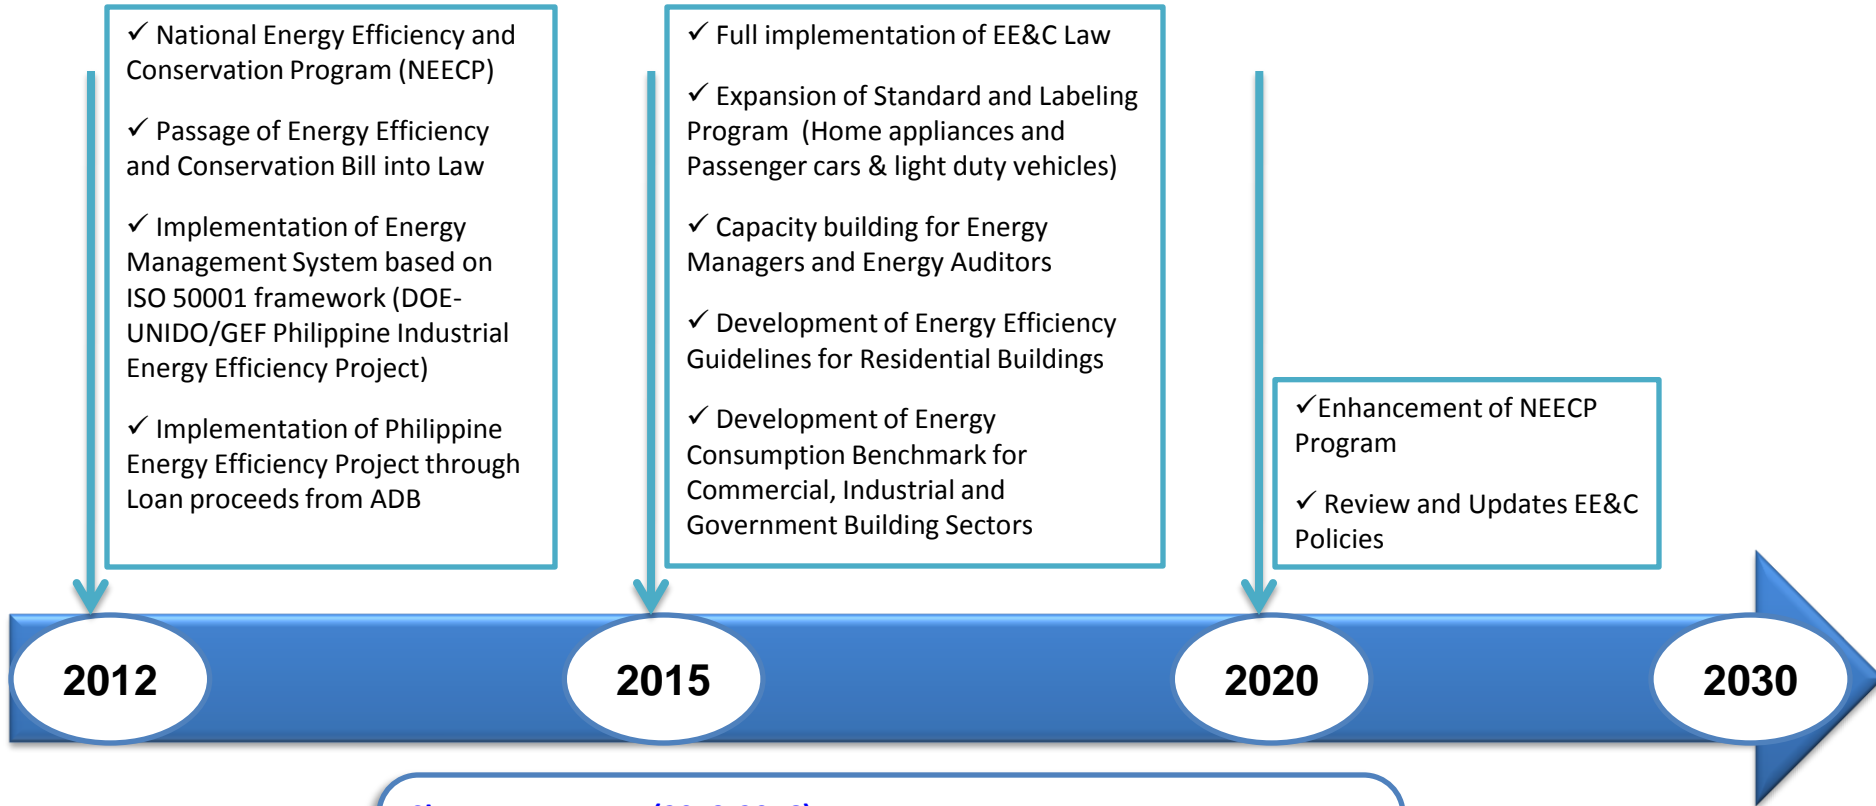 ✓ National Energy Efficiency and
Conservation Program (NEECP)
✓ Passage of Energy Efficiency
and Conservation Bill into Law
✓ Implementation of Energy
Management System based on
ISO 50001 framework (DOE-
UNIDO/GEF Philippine Industrial
Energy Efficiency Project)
✓ Implementation of Philippine
Energy Efficiency Project through
Loan proceeds from ADB
✓ Full implementation of EE&C Law
✓ Expansion of Standard and Labeling
Program (Home appliances and
Passenger cars & light duty vehicles)
✓ Capacity building for Energy
Managers and Energy Auditors
✓ Development of Energy Efficiency
Guidelines for Residential Buildings
✓ Development of Energy
Consumption Benchmark for
Commercial, Industrial and
Government Building Sectors
✓Enhancement of NEECP
Program
✓ Review and Updates EE&C
Policies
2012
2015
2020
2030